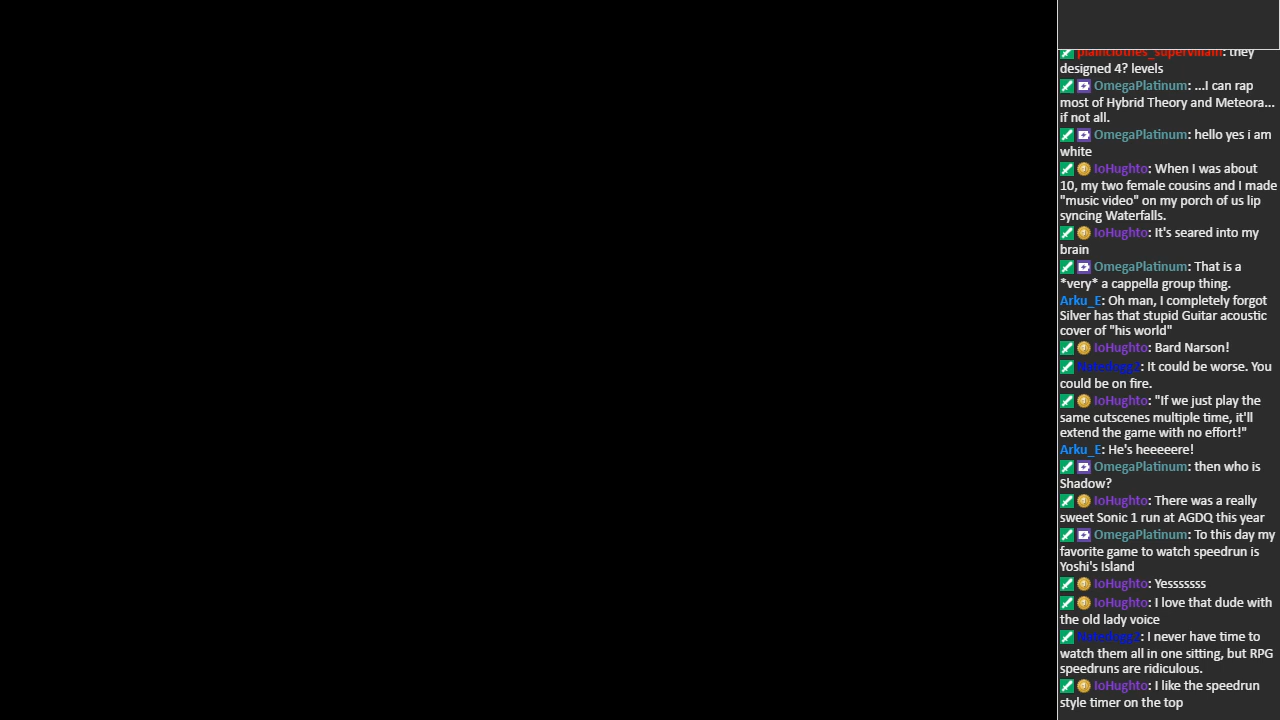 plainclothes_supervillain: they
designed 4? levels
OmegaPlatinum: ...I can rap
most of Hybrid Theory and Meteora...
if not all.
OmegaPlatinum: hello yes i am
white
IoHughto: When I was about
10, my two female cousins and I made
"music video" on my porch of us lip
syncing Waterfalls.
IoHughto: It's seared into my
brain
OmegaPlatinum: That is a
*very* a cappella group thing.
Arku_E: Oh man, I completely forgot
Silver has that stupid Guitar acoustic
cover of "his world"
IoHughto: Bard Narson!
Natedogg2: It could be worse. You
could be on fire.
IoHughto: "If we just play the
same cutscenes multiple time, it'll
extend the game with no effort!"
Arku_E: He's heeeeere!
OmegaPlatinum: then who is
Shadow?
IoHughto: There was a really
sweet Sonic 1 run at AGDQ this year
OmegaPlatinum: To this day my
favorite game to watch speedrun is
Yoshi's Island
IoHughto: Yesssssss
IoHughto: I love that dude with
the old lady voice
Natedogg2: I never have time to
watch them all in one sitting, but RPG
speedruns are ridiculous.
IoHughto: I like the speedrun
style timer on the top